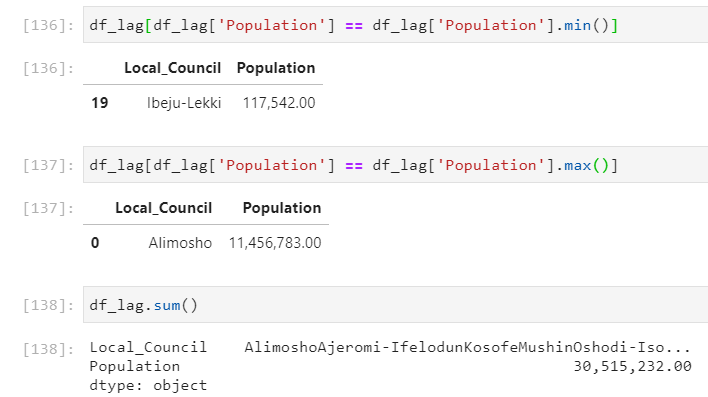 [136]: df_lag[df_lag['Population'] == df_lag['Population'].min()]
[136]:
Local_Council Population
19 Ibeju-Lekki 117,542.00
[137]: df_lag[df_lag['Population'] == df_lag['Population'].max()]
[137]:
Local_Council Population
0 Alimosho 11,456,783.00
[138]: df_lag.sum()
[138]: Local_Council AlimoshoAjeromi-IfelodunKosofeMushinOshodi-Iso...
Population 30,515,232.00
dtype: object